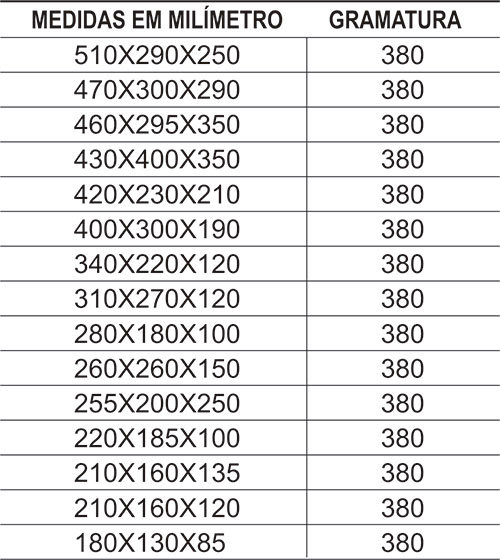 MEDIDAS EM MILÍMETRO GRAMATURA
510X290X250 380
470X300X290 380
460X295X350 380
430X400X350 380
420X230X210 380
400X300X190 380
340X220X120 380
310X270X120 380
280X180X100 380
260X260X150 380
255X200X250 380
220X185X100 380
210X160X135 380
210X160X120 380
180X130X85 380